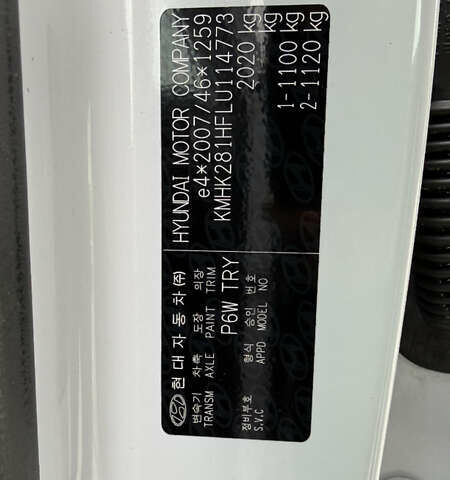 HYUNDAI MOTOR COMPANY
e4*2007/46*1259
KMHK281HFLU114773
2020 kg
1-1100 kg
2-1120 kg
현대자동차㈜
변속기 차축 도장 의장
TRANSM AXLE PAINT TRIM
P6W TRY
형식 승인 번호
APPD MODEL NO
정비부호
S.V.C